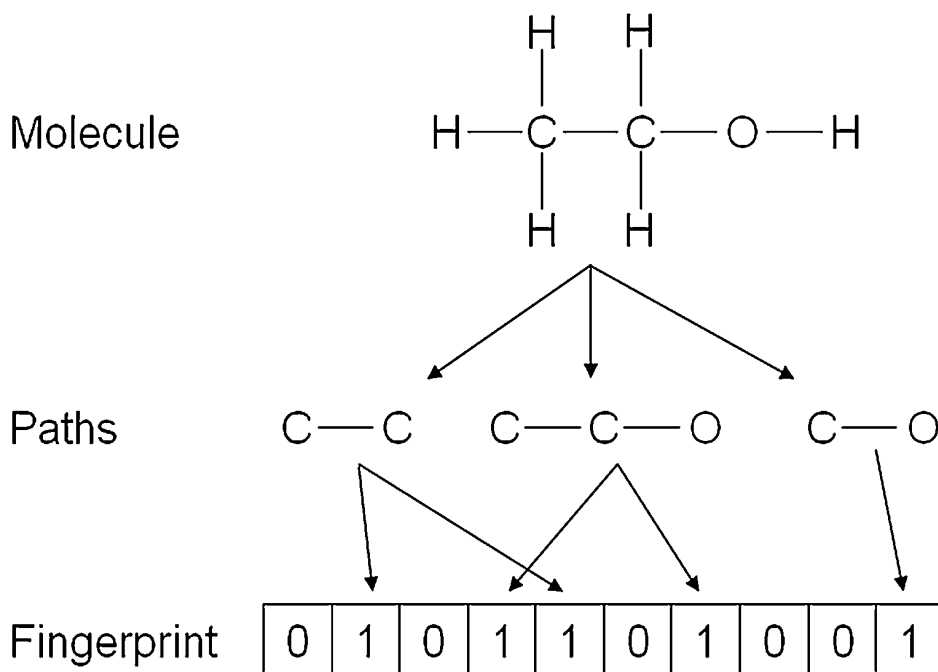 H H
Molecule H C C O H
H H
Paths C C C C O C O
Fingerprint 0 1 0 1 1 0 1 0 0 1